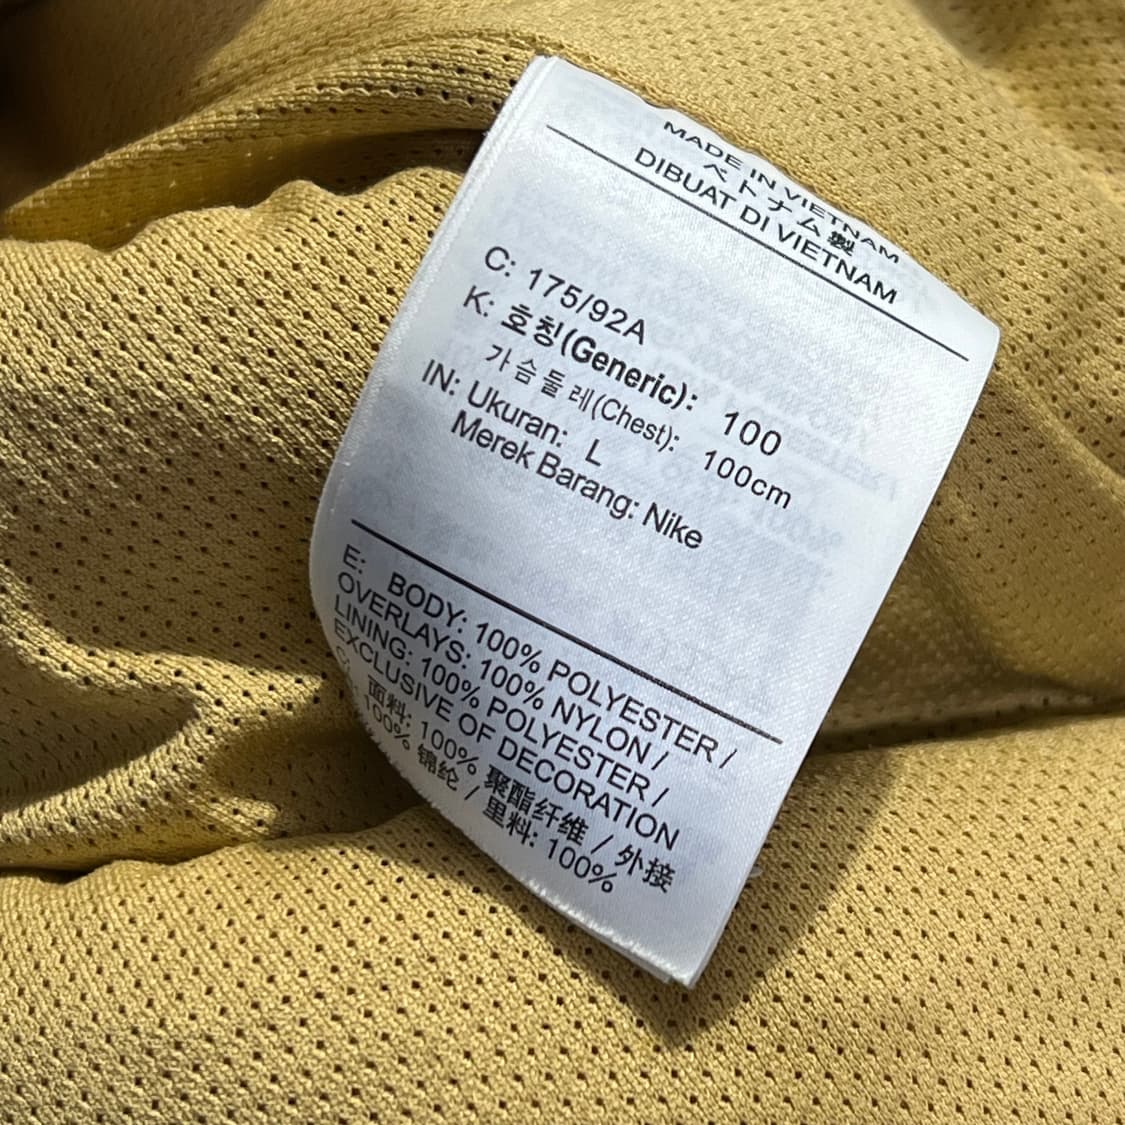 MADE IN VIETNAM
ベトナム製
DIBUAT DI VIETNAM
C: 175/92A
K: 호칭(Generic): 100
가슴둘레(Chest): 100cm
IN: Ukuran: L
Merek Barang: Nike
E: BODY: 100% POLYESTER /
OVERLAYS: 100% NYLON /
LINING: 100% POLYESTER /
EXCLUSIVE OF DECORATION
面料: 100% 聚酯纤维 / 外接
100% 锦纶 / 里料: 100%